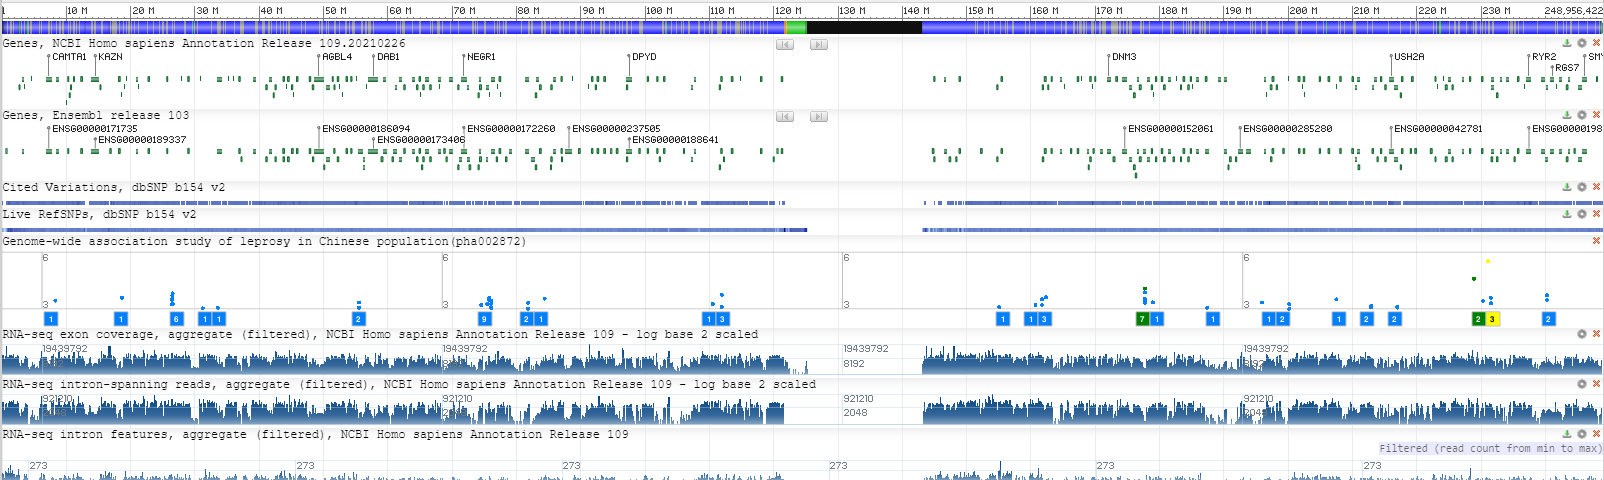 1 10 M 20 M 30 M 40 M 50 M 60 M 70 M 80 M 90 M 100 M 110 M 120 M 130 M 140 M 150 M 160 M 170 M 180 M 190 M 200 M 210 M 220 M 230 M 248,956,422
Genes, NCBI Homo sapiens Annotation Release 109.20210226
CAMTA1 KAZN AGBL4 DAB1 NEGR1 DPYD DNM3 USH2A RYR2 SMY
RGS7
Genes, Ensembl release 103
ENSG00000171735 ENSG00000186094 ENSG00000172260 ENSG00000237505 ENSG00000152061 ENSG00000285280 ENSG00000042781 ENSG00000198
ENSG00000189337 ENSG00000173406 ENSG00000188641
Cited Variations, dbSNP b154 v2
Live RefSNPs, dbSNP b154 v2
Genome-wide association study of leprosy in Chinese population(pha002872)
6 6 6 6
3 3 3 3
1 1 6 1 1 1 9 2 1 1 3 1 1 3 7 1 1 1 2 1 2 2 2 3 2
RNA-seq exon coverage, aggregate (filtered), NCBI Homo sapiens Annotation Release 109 - log base 2 scaled
19439792 19439792 19439792 19439792
8192
RNA-seq intron-spanning reads, aggregate (filtered), NCBI Homo sapiens Annotation Release 109 - log base 2 scaled
921210 921210 921210 921210
2048 2048 2048
RNA-seq intron features, aggregate (filtered), NCBI Homo sapiens Annotation Release 109
Filtered (read count from min to max)
273 273 273 273 273 273